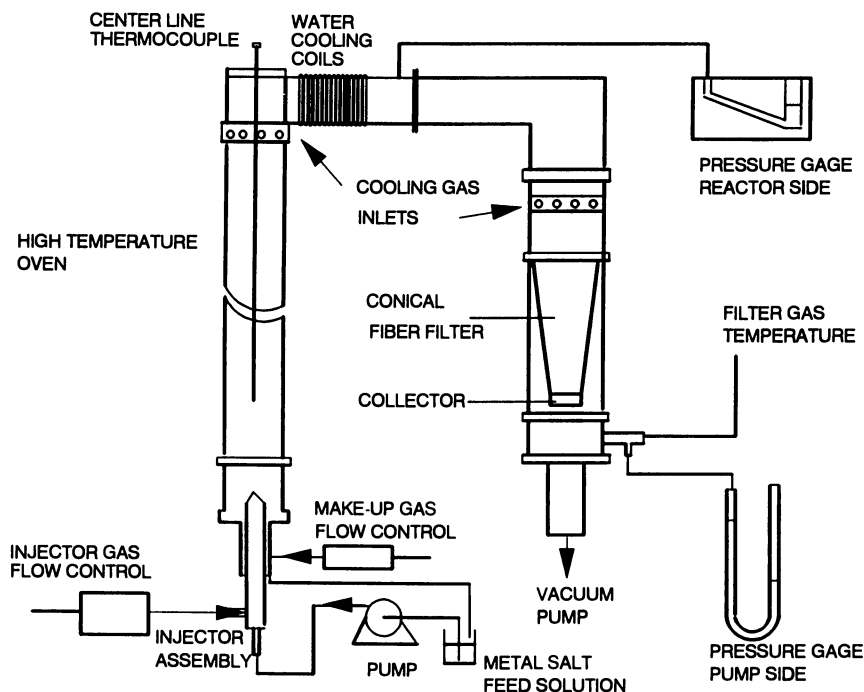 CENTER LINE
THERMOCOUPLE
WATER
COOLING
COILS
PRESSURE GAGE
REACTOR SIDE
COOLING GAS
INLETS
HIGH TEMPERATURE
OVEN
CONICAL
FIBER FILTER
FILTER GAS
TEMPERATURE
COLLECTOR
MAKE-UP GAS
FLOW CONTROL
INJECTOR GAS
FLOW CONTROL
VACUUM
PUMP
INJECTOR
ASSEMBLY
PUMP
METAL SALT
FEED SOLUTION
PRESSURE GAGE
PUMP SIDE